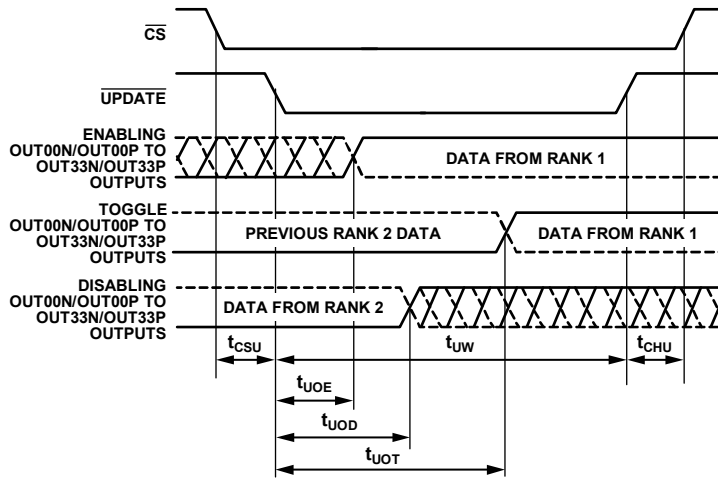 CS
UPDATE
ENABLING
OUT00N/OUT00P TO
OUT33N/OUT33P
OUTPUTS
DATA FROM RANK 1
TOGGLE
OUT00N/OUT00P TO
OUT33N/OUT33P
OUTPUTS
PREVIOUS RANK 2 DATA
DATA FROM RANK 1
DISABLING
OUT00N/OUT00P TO
OUT33N/OUT33P
OUTPUTS
DATA FROM RANK 2
tCSU
tUW
tCHU
tUOE
tUOD
tUOT